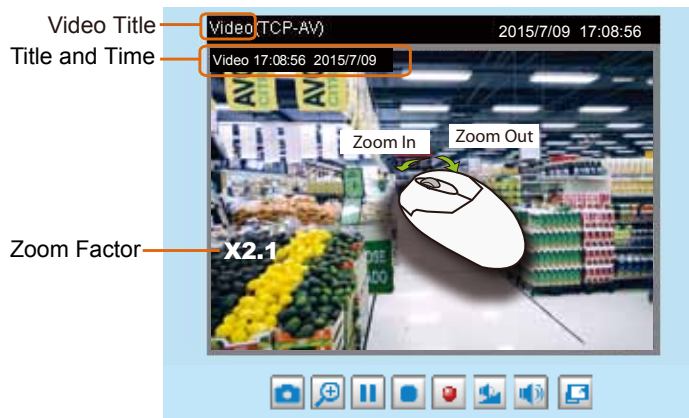 Video Title
Video(TCP-AV) 2015/7/09 17:08:56
Title and Time
Video 17:08:56 2015/7/09
Zoom In
Zoom Out
Zoom Factor
X2.1